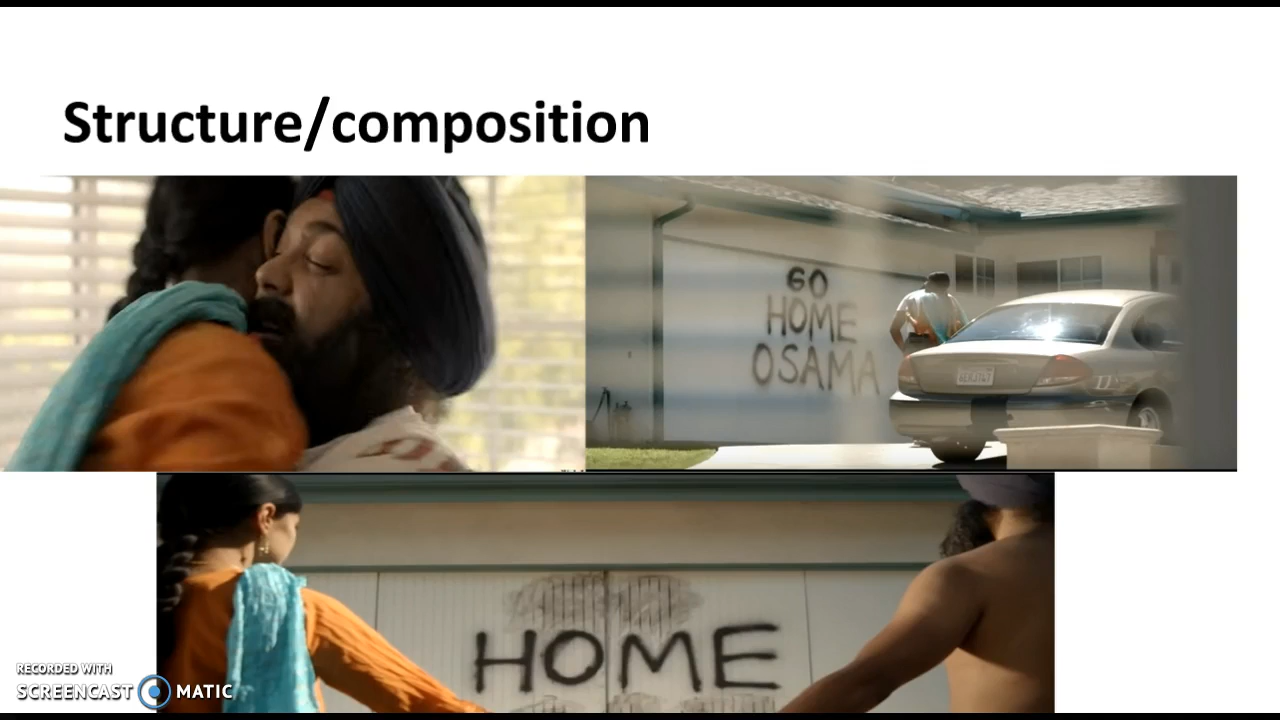 Structure/composition
GO
HOME
OSAMA
HOME
RECORDED WITH
SCREENCAST MATIC